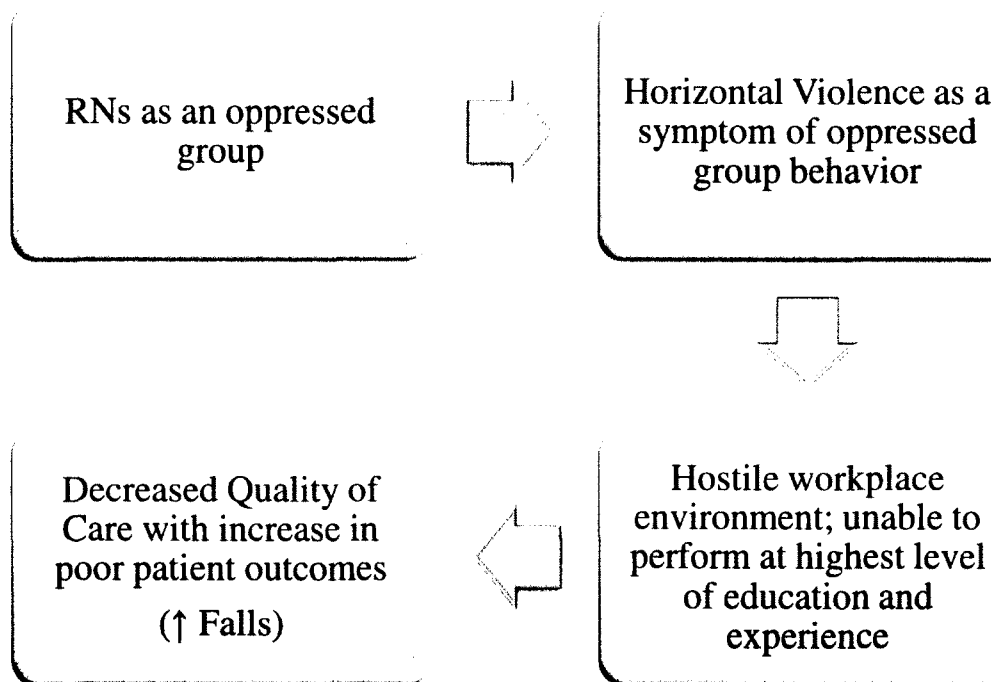 RNs as an oppressed
group
Horizontal Violence as a
symptom of oppressed
group behavior
Hostile workplace
environment; unable to
perform at highest level
of education and
experience
Decreased Quality of
Care with increase in
poor patient outcomes
(↑ Falls)